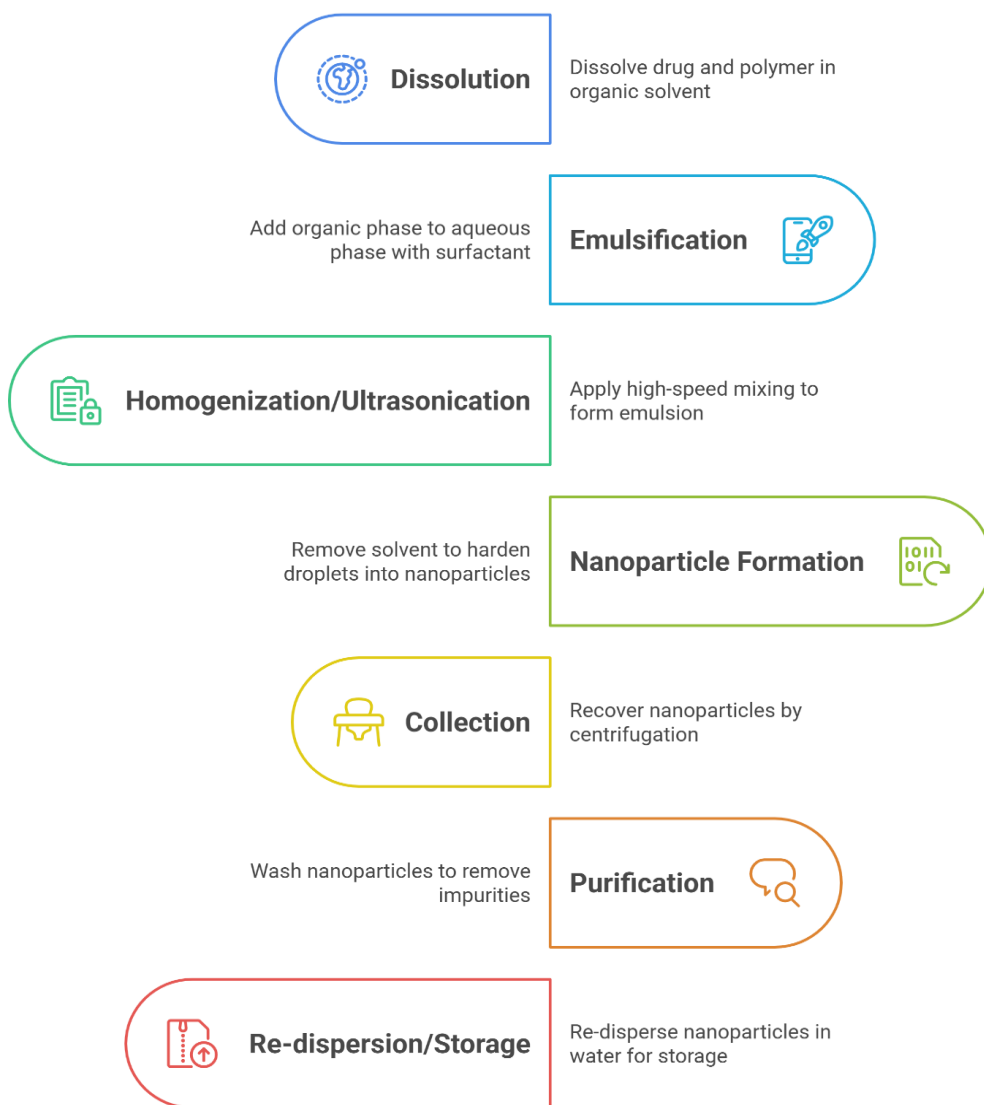 Dissolution
Dissolve drug and polymer in
organic solvent
Add organic phase to aqueous
phase with surfactant
Emulsification
Homogenization/Ultrasonication
Apply high-speed mixing to
form emulsion
Remove solvent to harden
droplets into nanoparticles
Nanoparticle Formation
1011
01
Collection
Recover nanoparticles by
centrifugation
Wash nanoparticles to remove
impurities
Purification
Re-dispersion/Storage
Re-disperse nanoparticles in
water for storage